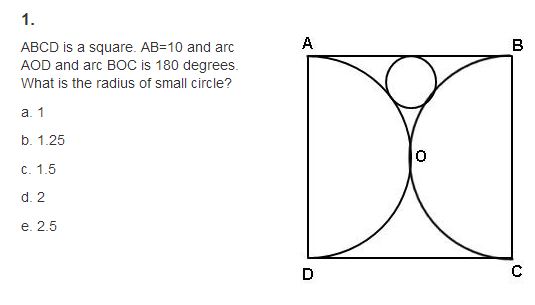 1.
ABCD is a square. AB=10 and arc
AOD and arc BOC is 180 degrees.
What is the radius of small circle?
a. 1
b. 1.25
c. 1.5
d. 2
e. 2.5
A
B
O
D
C